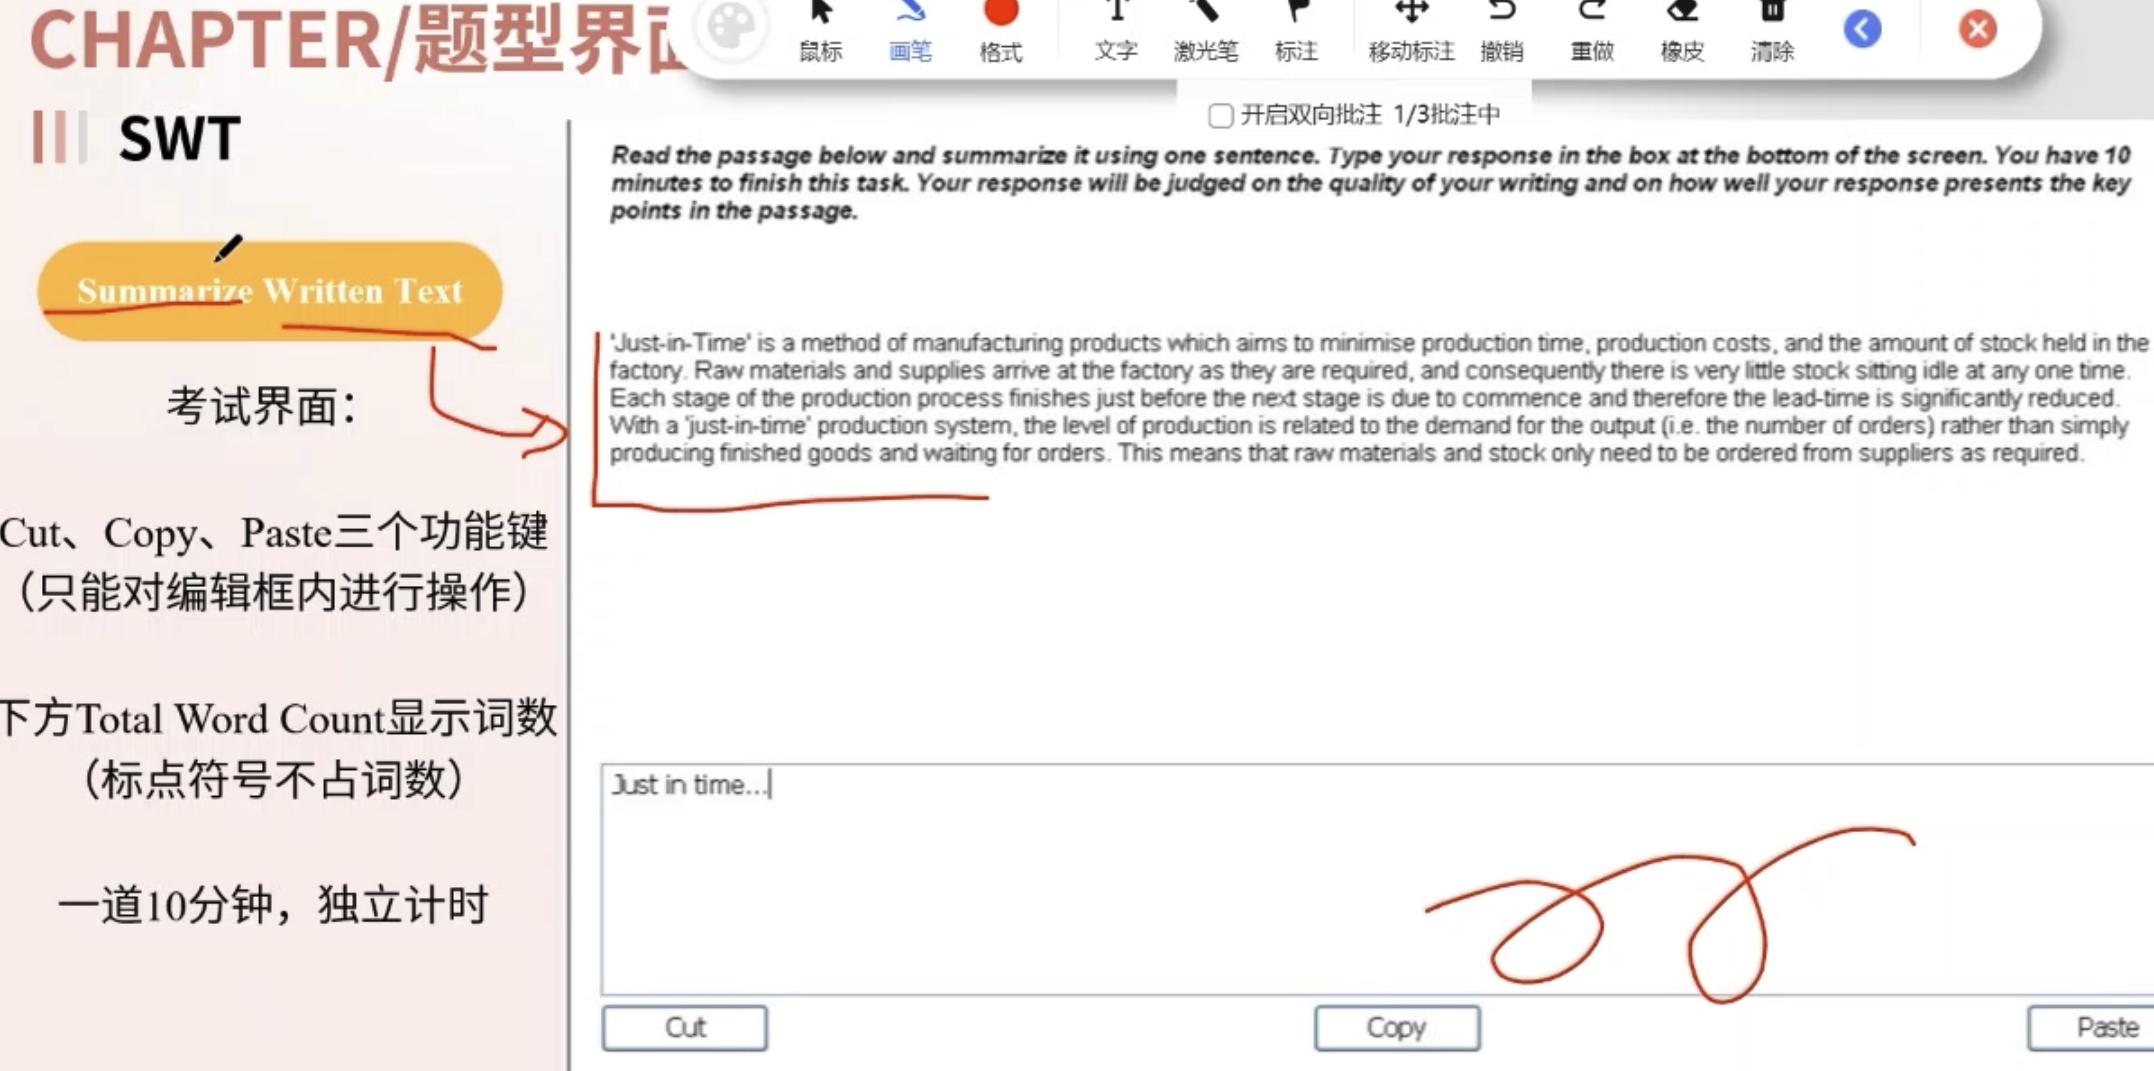 CHAPTER/题型界面
鼠标
画笔
格式
文字
激光笔
标注
移动标注
撤销
重做
橡皮
清除
开启双向批注 1/3批注中
SWT
Summarize Written Text
考试界面：
Cut、Copy、Paste三个功能键
（只能对编辑框内进行操作）
下方Total Word Count显示词数
（标点符号不占词数）
一道10分钟，独立计时
Read the passage below and summarize it using one sentence. Type your response in the box at the bottom of the screen. You have 10
minutes to finish this task. Your response will be judged on the quality of your writing and on how well your response presents the key
points in the passage.
'Just-in-Time' is a method of manufacturing products which aims to minimise production time, production costs, and the amount of stock held in the
factory. Raw materials and supplies arrive at the factory as they are required, and consequently there is very little stock sitting idle at any one time.
Each stage of the production process finishes just before the next stage is due to commence and therefore the lead-time is significantly reduced.
With a 'just-in-time' production system, the level of production is related to the demand for the output (i.e. the number of orders) rather than simply
producing finished goods and waiting for orders. This means that raw materials and stock only need to be ordered from suppliers as required.
Just in time...
Cut
Copy
Paste